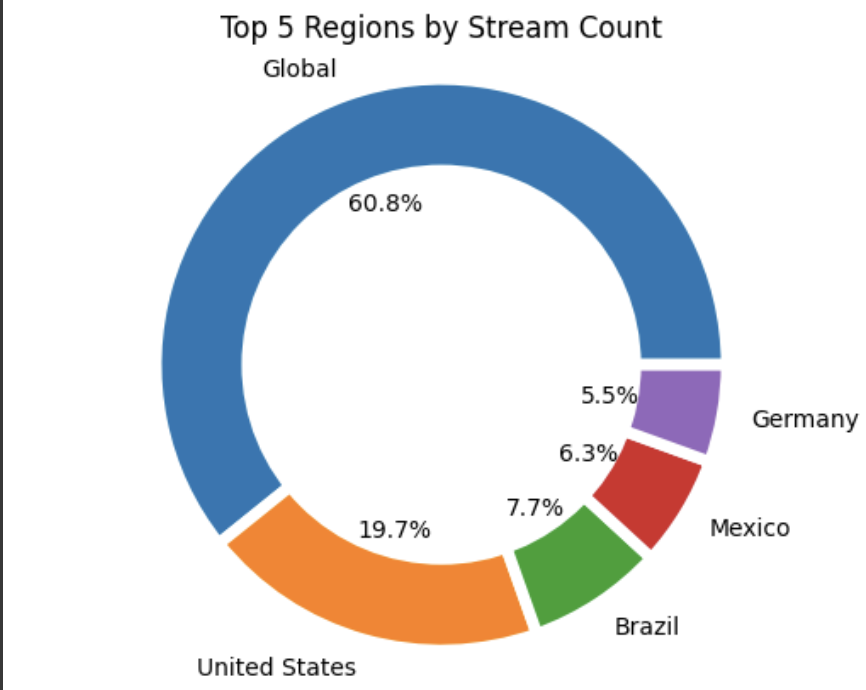 Top 5 Regions by Stream Count
Global
60.8%
5.5%
Germany
6.3%
7.7%
19.7%
Mexico
Brazil
United States